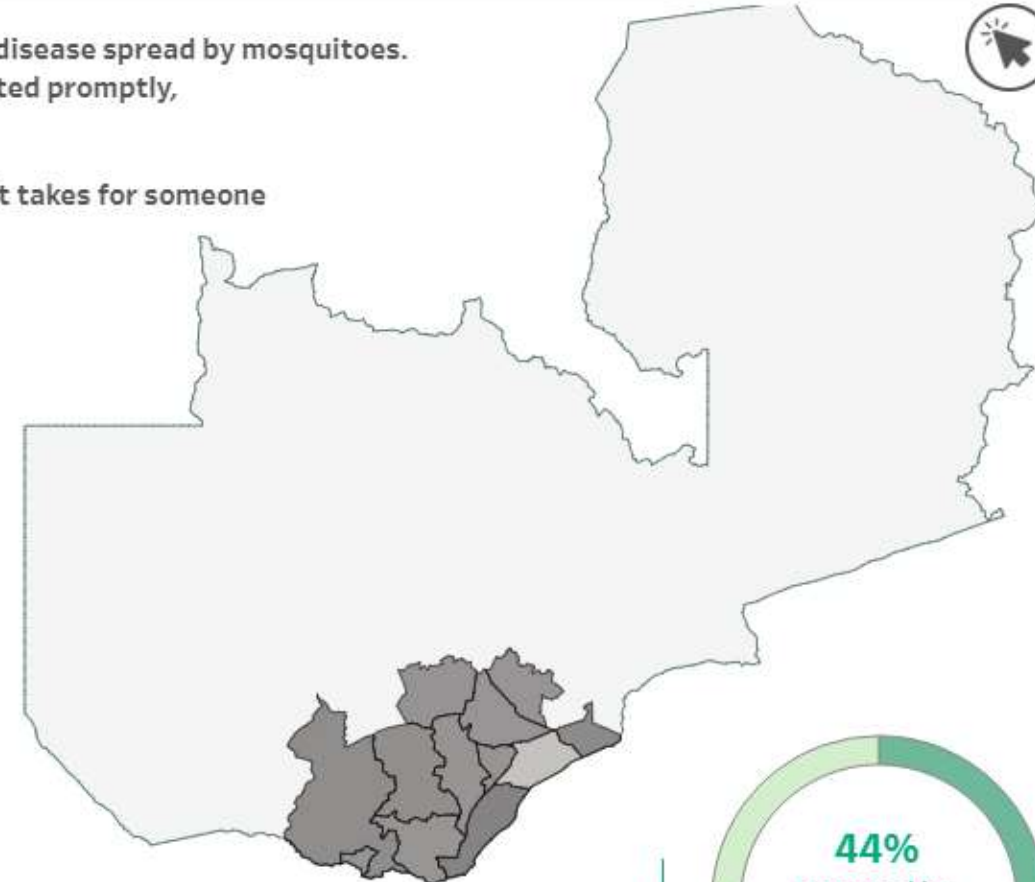 disease spread by mosquitoes.
ted promptly,
t takes for someone
44%